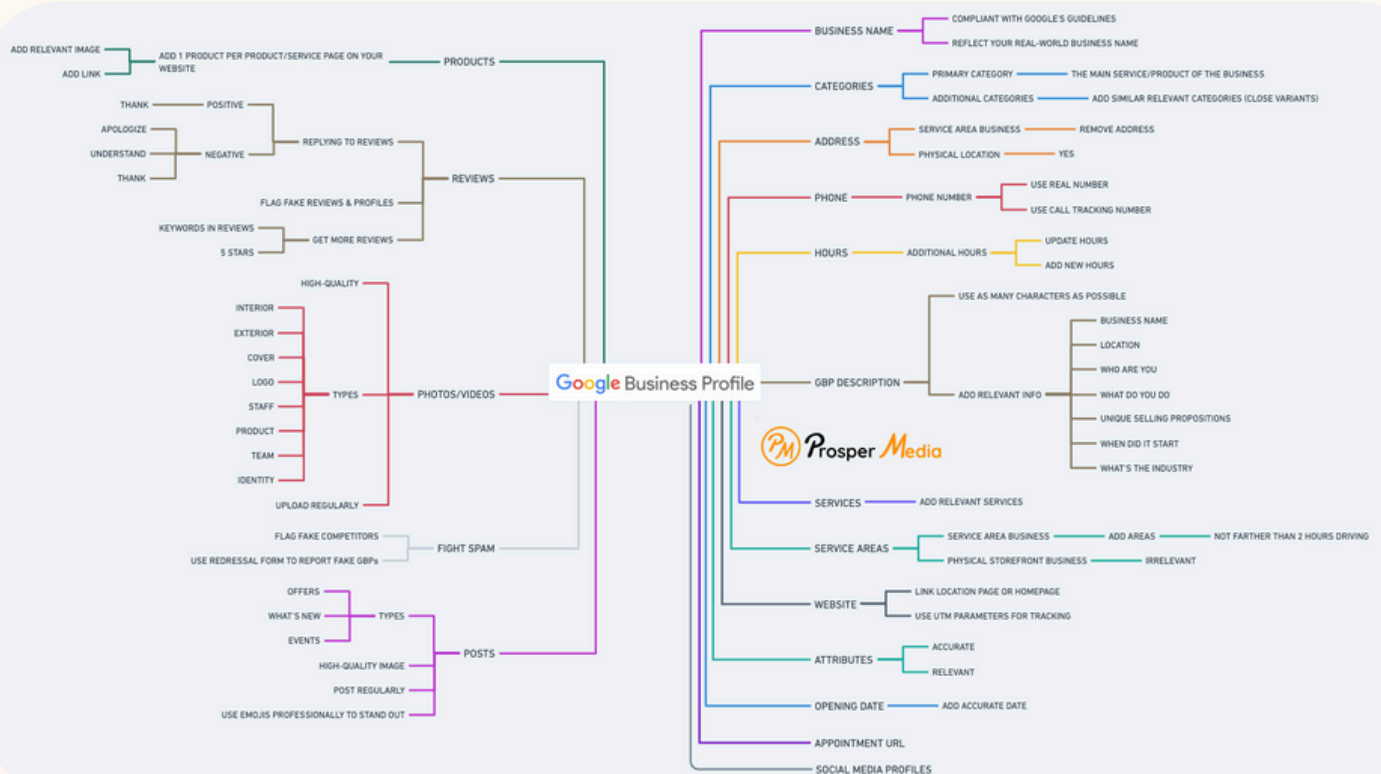 ADD RELEVANT IMAGE
ADD LINK
ADD 1 PRODUCT PER PRODUCT/SERVICE PAGE ON YOUR
WEBSITE
PRODUCTS
THANK
POSITIVE
APOLOGIZE
UNDERSTAND
THANK
NEGATIVE
REPLYING TO REVIEWS
REVIEWS
FLAG FAKE REVIEWS & PROFILES
KEYWORDS IN REVIEWS
5 STARS
GET MORE REVIEWS
HIGH-QUALITY
INTERIOR
EXTERIOR
COVER
LOGO
STAFF
PRODUCT
TEAM
IDENTITY
TYPES
PHOTOS/VIDEOS
UPLOAD REGULARLY
FLAG FAKE COMPETITORS
USE REDRESSAL FORM TO REPORT FAKE GBPs
FIGHT SPAM
OFFERS
WHAT'S NEW
EVENTS
TYPES
POSTS
HIGH-QUALITY IMAGE
POST REGULARLY
USE EMOJIS PROFESSIONALLY TO STAND OUT
Google Business Profile
PM Prosper Media
BUSINESS NAME
COMPLIANT WITH GOOGLE'S GUIDELINES
REFLECT YOUR REAL-WORLD BUSINESS NAME
CATEGORIES
PRIMARY CATEGORY
THE MAIN SERVICE/PRODUCT OF THE BUSINESS
ADDITIONAL CATEGORIES
ADD SIMILAR RELEVANT CATEGORIES (CLOSE VARIANTS)
ADDRESS
SERVICE AREA BUSINESS
REMOVE ADDRESS
PHYSICAL LOCATION
YES
PHONE
PHONE NUMBER
USE REAL NUMBER
USE CALL TRACKING NUMBER
HOURS
ADDITIONAL HOURS
UPDATE HOURS
ADD NEW HOURS
GBP DESCRIPTION
USE AS MANY CHARACTERS AS POSSIBLE
ADD RELEVANT INFO
BUSINESS NAME
LOCATION
WHO ARE YOU
WHAT DO YOU DO
UNIQUE SELLING PROPOSITIONS
WHEN DID IT START
WHAT'S THE INDUSTRY
SERVICES
ADD RELEVANT SERVICES
SERVICE AREAS
SERVICE AREA BUSINESS
ADD AREAS
NOT FARTHER THAN 2 HOURS DRIVING
PHYSICAL STOREFRONT BUSINESS
IRRELEVANT
WEBSITE
LINK LOCATION PAGE OR HOMEPAGE
USE UTM PARAMETERS FOR TRACKING
ATTRIBUTES
ACCURATE
RELEVANT
OPENING DATE
ADD ACCURATE DATE
APPOINTMENT URL
SOCIAL MEDIA PROFILES